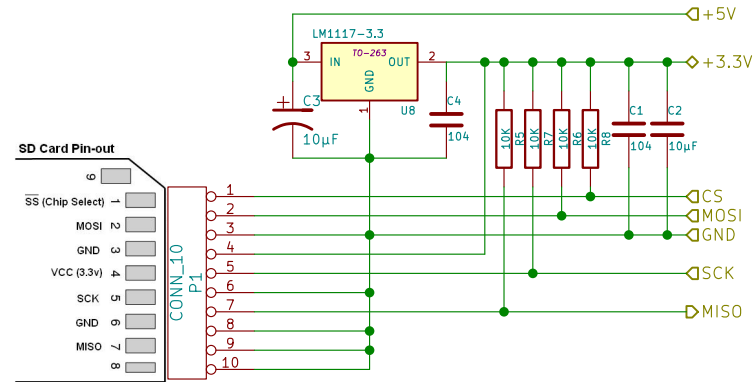 +5V
LM1117-3.3
TO-263
3 IN OUT 2
+3.3V
GND
1
U8
C3
10µF
C4
104
10K R5
10K R7
10K R6
10K R8
C1
104
C2
10µF
SD Card Pin-out
9
SS (Chip Select) 1
MOSI 2
GND 3
VCC (3.3v) 4
SCK 5
GND 6
MISO 7
8
CONN_10
P1
1
2
3
4
5
6
7
8
9
10
CS
MOSI
GND
SCK
MISO